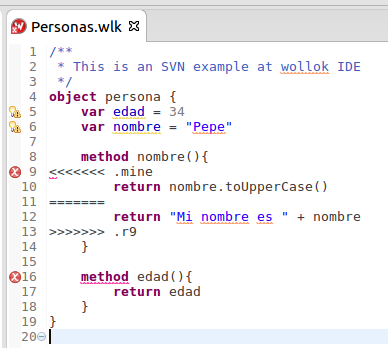 Personas.wlk
1 /**
2  * This is an SVN example at wollok IDE
3  */
4 object persona {
5     var edad = 34
6     var nombre = "Pepe"
7
8     method nombre(){
9 <<<<<<< .mine
10         return nombre.toUpperCase()
11 =======
12         return "Mi nombre es " + nombre
13 >>>>>>> .r9
14     }
15
16     method edad(){
17         return edad
18     }
19 }
20